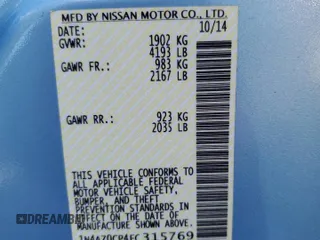 MFD BY NISSAN MOTOR CO., LTD.
DATE: 10/14
GVWR: 1902 KG
4193 LB
GAWR FR.: 983 KG
2167 LB
GAWR RR.: 923 KG
2035 LB
THIS VEHICLE CONFORMS TO ALL
APPLICABLE FEDERAL
MOTOR VEHICLE SAFETY,
BUMPER, AND THEFT
PREVENTION STANDARDS
IN EFFECT ON THE DATE OF
MANUFACTURE SHOWN ABOVE.
1N4AZ0CPAFC315769
DREAMBID